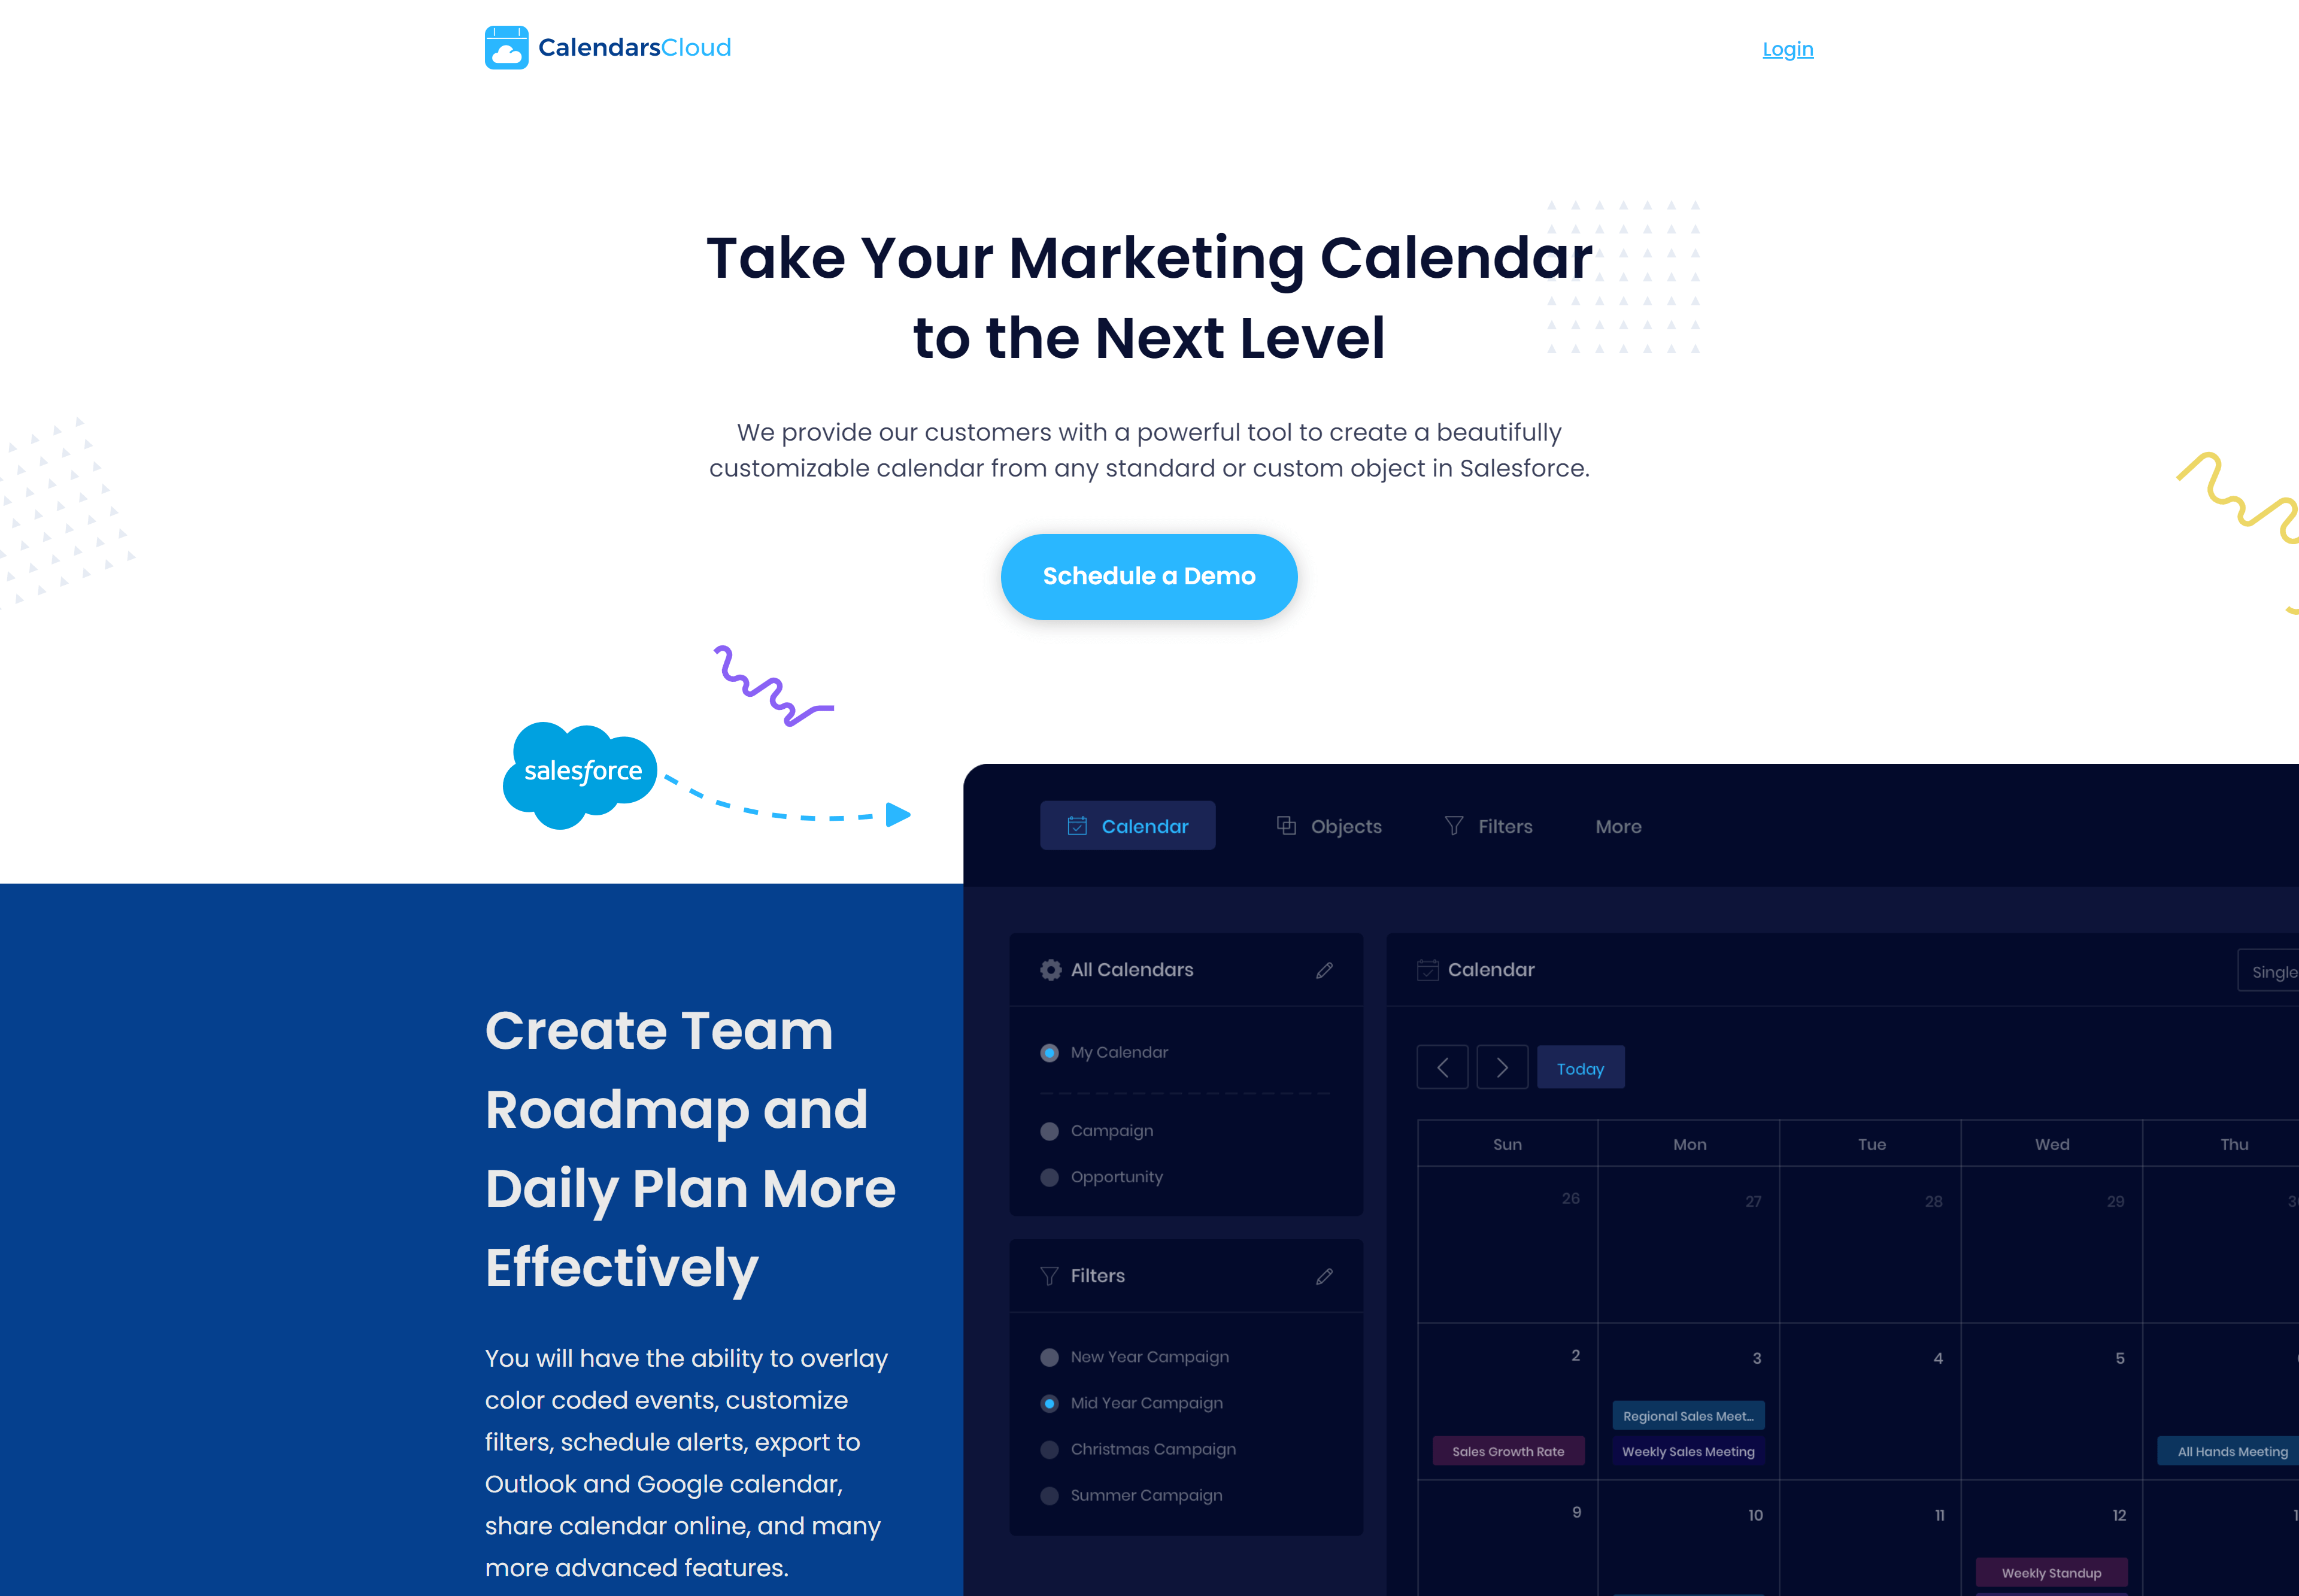 CalendarsCloud
Login
Take Your Marketing Calendar
to the Next Level
We provide our customers with a powerful tool to create a beautifully
customizable calendar from any standard or custom object in Salesforce.
Schedule a Demo
salesforce
Calendar
Objects
Filters
More
Create Team
Roadmap and
Daily Plan More
Effectively
You will have the ability to overlay
color coded events, customize
filters, schedule alerts, export to
Outlook and Google calendar,
share calendar online, and many
more advanced features.
All Calendars
My Calendar
Campaign
Opportunity
Filters
New Year Campaign
Mid Year Campaign
Christmas Campaign
Summer Campaign
Calendar
Single
Today
Sun Mon Tue Wed Thu
26 27 28 29
2 3 4 5
Regional Sales Meet...
Sales Growth Rate Weekly Sales Meeting All Hands Meeting
9 10 11 12
Weekly Standup